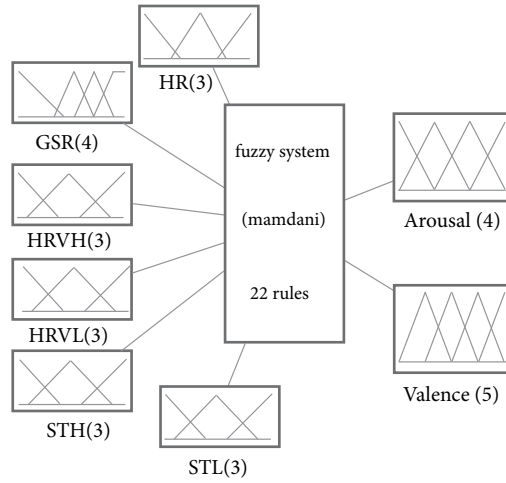 HR(3)
GSR(4)
HRVH(3)
HRVL(3)
STH(3)
STL(3)
fuzzy system
(mamdani)
22 rules
Arousal (4)
Valence (5)